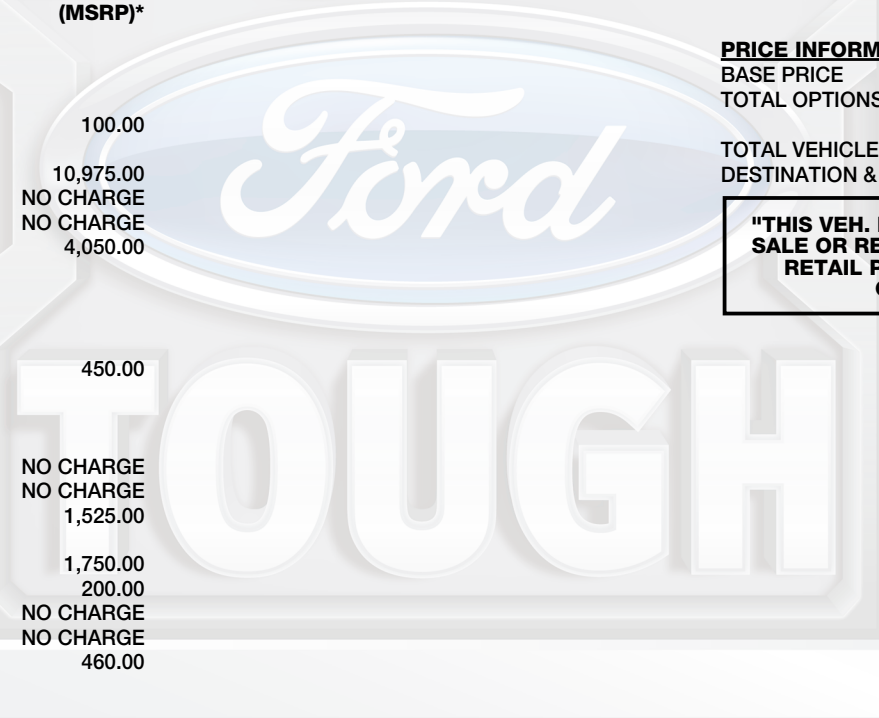 (MSRP)*
100.00
10,975.00
NO CHARGE
NO CHARGE
4,050.00
450.00
NO CHARGE
NO CHARGE
1,525.00
1,750.00
200.00
NO CHARGE
NO CHARGE
460.00
Ford
TOUGH
PRICE INFORM
BASE PRICE
TOTAL OPTIONS
TOTAL VEHICLE
DESTINATION &
"THIS VEH.
SALE OR RE
RETAIL P